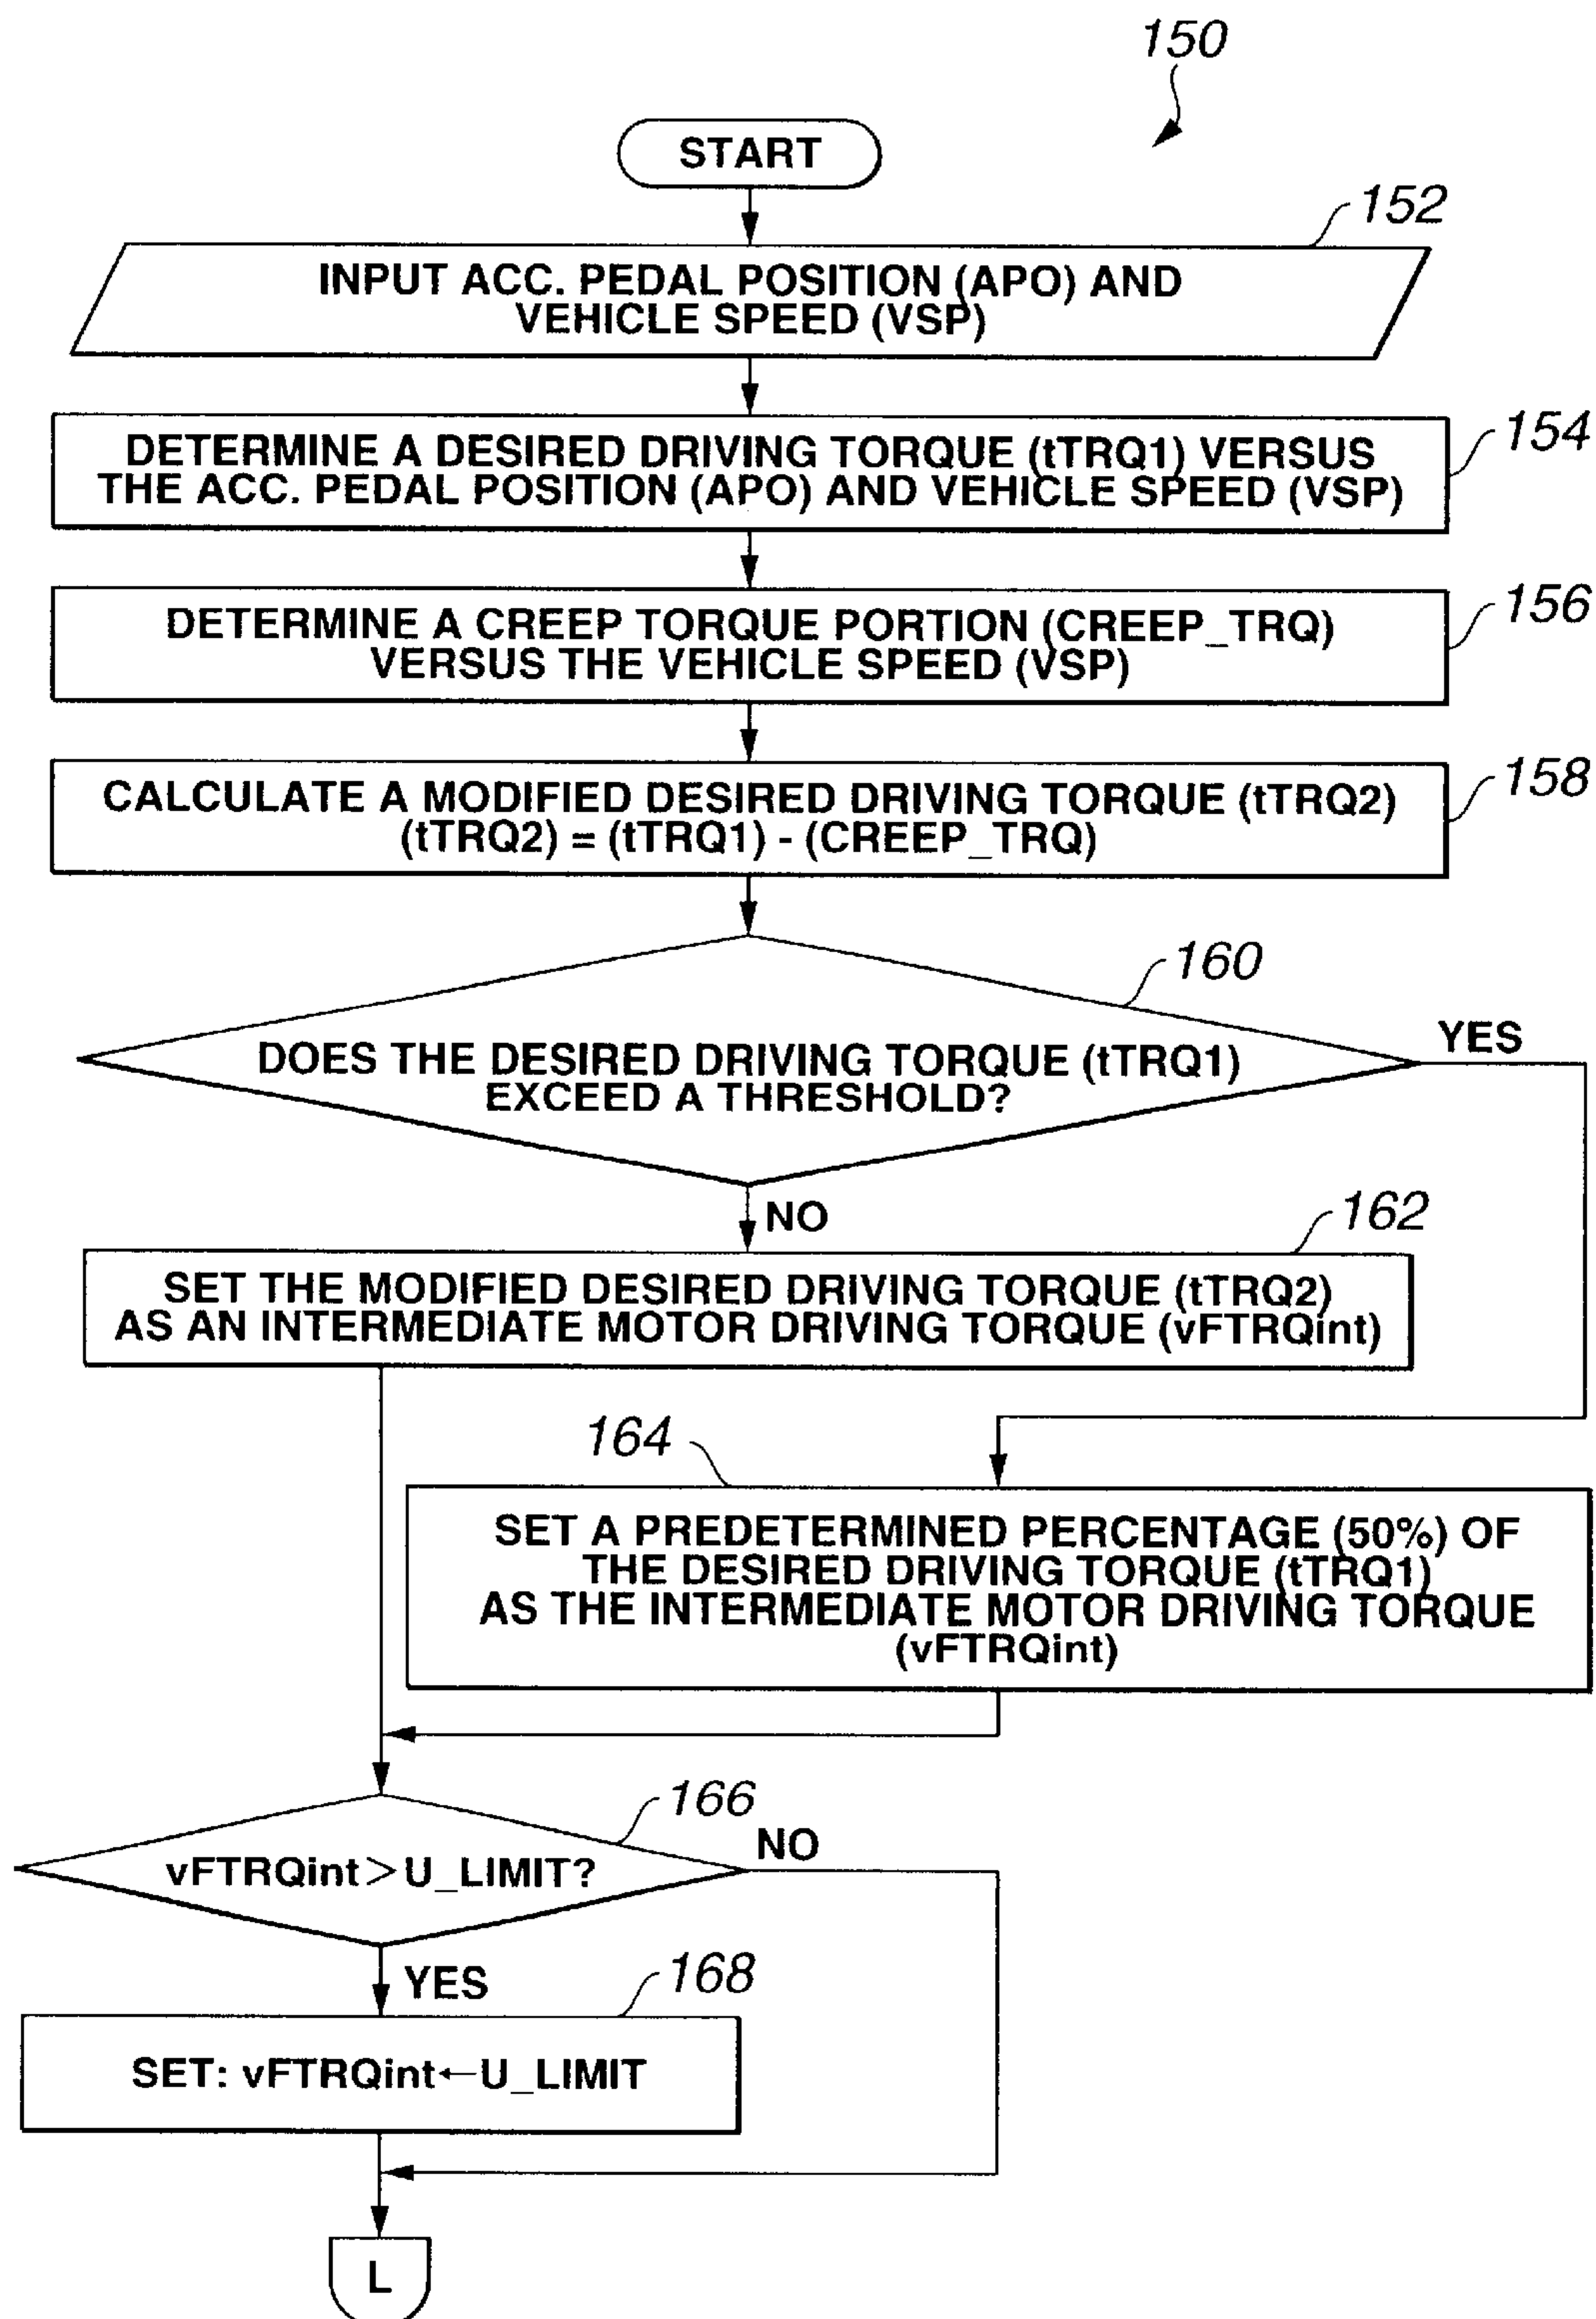 150
START
152
INPUT ACC. PEDAL POSITION (APO) AND
VEHICLE SPEED (VSP)
154
DETERMINE A DESIRED DRIVING TORQUE (tTRQ1) VERSUS
THE ACC. PEDAL POSITION (APO) AND VEHICLE SPEED (VSP)
156
DETERMINE A CREEP TORQUE PORTION (CREEP_TRQ)
VERSUS THE VEHICLE SPEED (VSP)
158
CALCULATE A MODIFIED DESIRED DRIVING TORQUE (tTRQ2)
(tTRQ2) = (tTRQ1) - (CREEP_TRQ)
160
YES
DOES THE DESIRED DRIVING TORQUE (tTRQ1)
EXCEED A THRESHOLD?
NO
162
SET THE MODIFIED DESIRED DRIVING TORQUE (tTRQ2)
AS AN INTERMEDIATE MOTOR DRIVING TORQUE (vFTRQint)
164
SET A PREDETERMINED PERCENTAGE (50%) OF
THE DESIRED DRIVING TORQUE (tTRQ1)
AS THE INTERMEDIATE MOTOR DRIVING TORQUE
(vFTRQint)
166
NO
vFTRQint>U_LIMIT?
YES
168
SET: vFTRQint←U_LIMIT
L